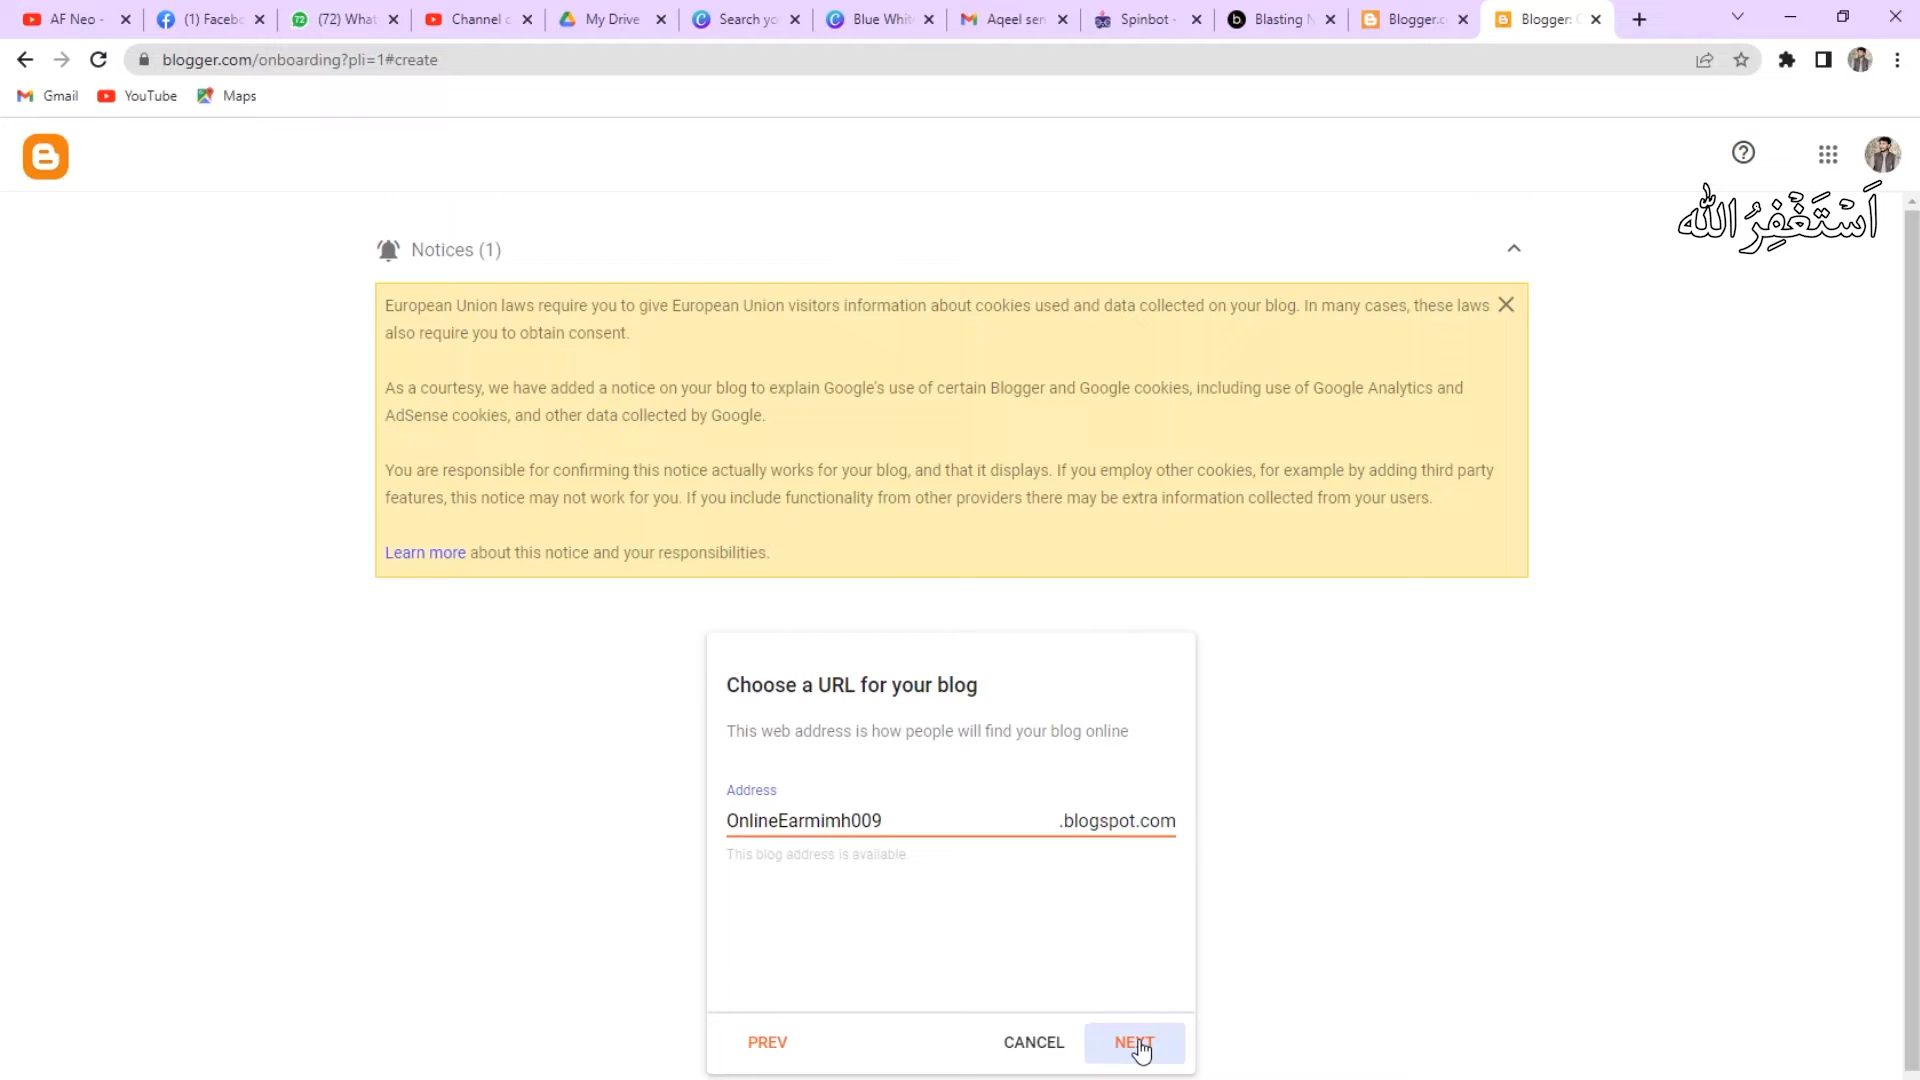 AF Neo -
(1) Faceb
(72) What
Channel c
My Drive
Search yo
Blue Whit
Aqeel sen
Spinbot -
Blasting N
Blogger.c
Blogger: C
blogger.com/onboarding?pli=1#create
Gmail
YouTube
Maps
اَسْتَغْفِرُ اللّٰه
Notices (1)
European Union laws require you to give European Union visitors information about cookies used and data collected on your blog. In many cases, these laws
also require you to obtain consent.
As a courtesy, we have added a notice on your blog to explain Google's use of certain Blogger and Google cookies, including use of Google Analytics and
AdSense cookies, and other data collected by Google.
You are responsible for confirming this notice actually works for your blog, and that it displays. If you employ other cookies, for example by adding third party
features, this notice may not work for you. If you include functionality from other providers there may be extra information collected from your users.
Learn more about this notice and your responsibilities.
Choose a URL for your blog
This web address is how people will find your blog online
Address
OnlineEarmimh009 .blogspot.com
This blog address is available.
PREV
CANCEL
NEXT